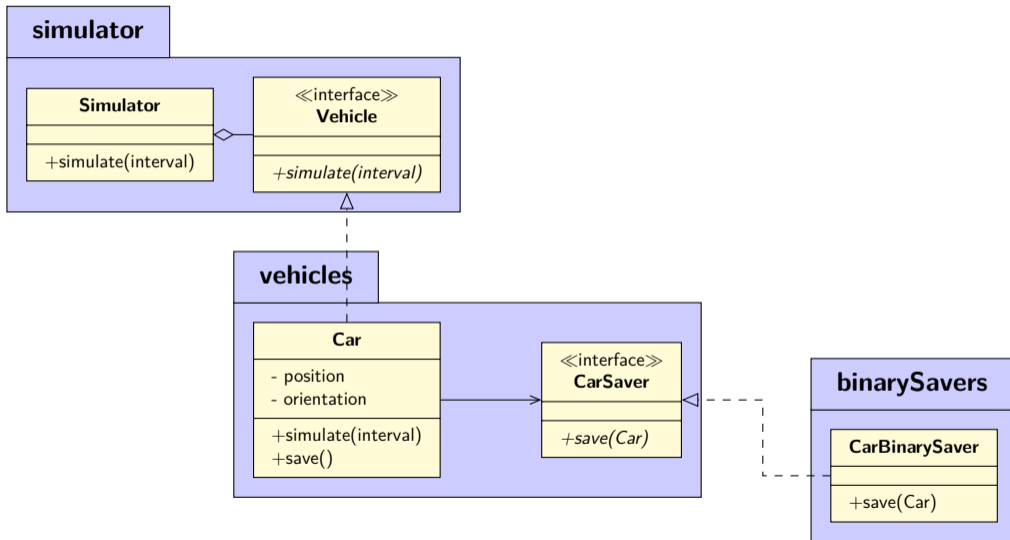 simulator
Simulator
+simulate(interval)
≪interface≫
Vehicle
+simulate(interval)
vehicles
Car
- position
- orientation
+simulate(interval)
+save()
≪interface≫
CarSaver
+save(Car)
binarySavers
CarBinarySaver
+save(Car)